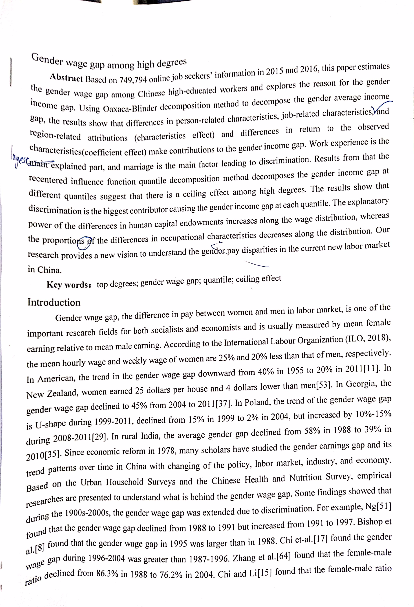 Gender wage gap among high degrees
Abstract Based on 749,794 online job seekers' information in 2015 and 2016, this paper estimates
the gender wage gap among Chinese high-educated workers and explores the reason for the gender
income gap. Using Oaxaca-Blinder decomposition method to decompose the gender average income
gap, the results show that differences in person-related characteristics, job-related characteristics, and
region-related attributions (characteristics effect) and differences in return to the observed
characteristics(coefficient effect) make contributions to the gender income gap. Work experience is the
largest
main explained part, and marriage is the main factor leading to discrimination. Results from that the
recentered influence function quantile decomposition method decomposes the gender income gap at
different quantiles suggest that there is a ceiling effect among high degrees. The results show that
discrimination is the biggest contributor causing the gender income gap at each quantile. The explanatory
power of the differences in human capital endowments increases along the wage distribution, whereas
the proportions of the differences in occupational characteristics decreases along the distribution. Our
research provides a new vision to understand the gender pay disparities in the current new labor market
in China.
Key words: top degrees; gender wage gap; quantile; ceiling effect
Introduction
Gender wage gap, the difference in pay between women and men in labor market, is one of the
important research fields for both socialists and economists and is usually measured by mean female
earning relative to mean male earning. According to the International Labour Organization (ILO, 2018),
the mean hourly wage and weekly wage of women are 25% and 20% less than that of men, respectively.
In American, the trend in the gender wage gap downward from 40% in 1955 to 20% in 2011[11]. In
New Zealand, women earned 25 dollars per house and 4 dollars lower than men[53]. In Georgia, the
gender wage gap declined to 45% from 2004 to 2011[37]. In Poland, the trend of the gender wage gap
is U-shape during 1999-2011, declined from 15% in 1999 to 2% in 2004, but increased by 10%-15%
during 2008-2011[29]. In rural India, the average gender gap declined from 58% in 1988 to 39% in
2010[35]. Since economic reform in 1978, many scholars have studied the gender earnings gap and its
trend pattents over time in China with changing of the policy, labor market, industry, and economy.
Based on the Urban Household Surveys and the Chinese Health and Nutrition Survey, empirical
researches are presented to understand what is behind the gender wage gap. Some findings showed that
during the 1900s-2000s, the gender wage gap was extended due to discrimination. For example, Ng[51]
found that the gender wage gap declined from 1988 to 1991 but increased from 1991 to 1997. Bishop et
al.[8] found that the gender wage gap in 1995 was larger than in 1988. Chi et-al.[17] found the gender
wage gap during 1996-2004 was greater than 1987-1996. Zhang et al.[64] found that the female-male
ratio declined from 86.3% in 1988 to 76.2% in 2004. Chi and Li[15] found that the female-male ratio